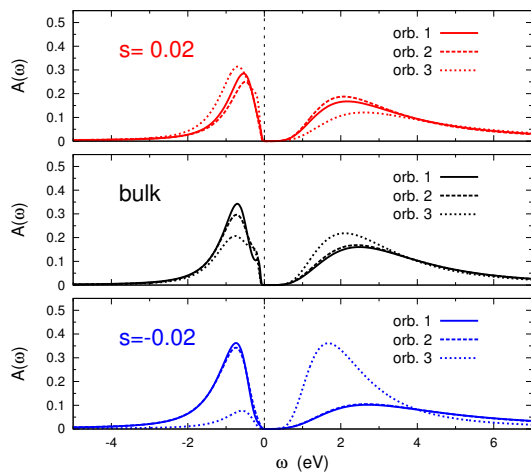 0.5
0.4
0.3
0.2
0.1
0
A(ω)
s= 0.02
orb. 1
orb. 2
orb. 3
0.5
0.4
0.3
0.2
0.1
0
A(ω)
bulk
orb. 1
orb. 2
orb. 3
0.5
0.4
0.3
0.2
0.1
0
A(ω)
s=-0.02
orb. 1
orb. 2
orb. 3
-4 -2 0 2 4 6
ω (eV)